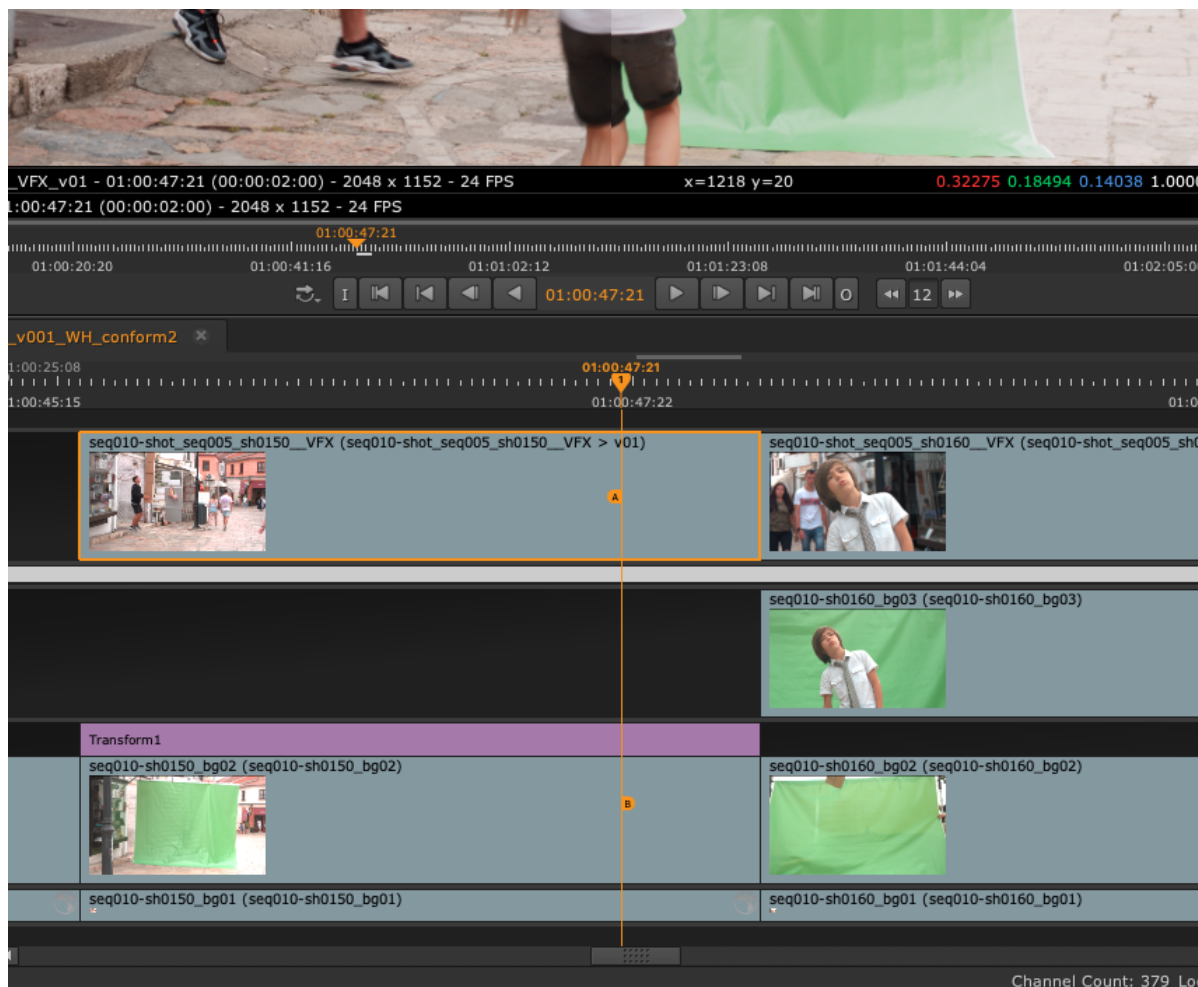 _VFX_v01 - 01:00:47:21 (00:00:02:00) - 2048 x 1152 - 24 FPS x=1218 y=20 0.32275 0.18494 0.14038 1.0000
1:00:47:21 (00:00:02:00) - 2048 x 1152 - 24 FPS
01:00:47:21
01:00:20:20 01:00:41:16 01:01:02:12 01:01:23:08 01:01:44:04 01:02:05:0
I 01:00:47:21 O 12
_v001_WH_conform2
1:00:25:08 01:00:47:21
1
1:00:45:15 01:00:47:22 01:0
seq010-shot_seq005_sh0150__VFX (seq010-shot_seq005_sh0150__VFX > v01) seq010-shot_seq005_sh0160__VFX (seq010-shot_seq005_sh0
A
seq010-sh0160_bg03 (seq010-sh0160_bg03)
Transform1
seq010-sh0150_bg02 (seq010-sh0150_bg02) seq010-sh0160_bg02 (seq010-sh0160_bg02)
B
seq010-sh0150_bg01 (seq010-sh0150_bg01) seq010-sh0160_bg01 (seq010-sh0160_bg01)
Channel Count: 379 Lo